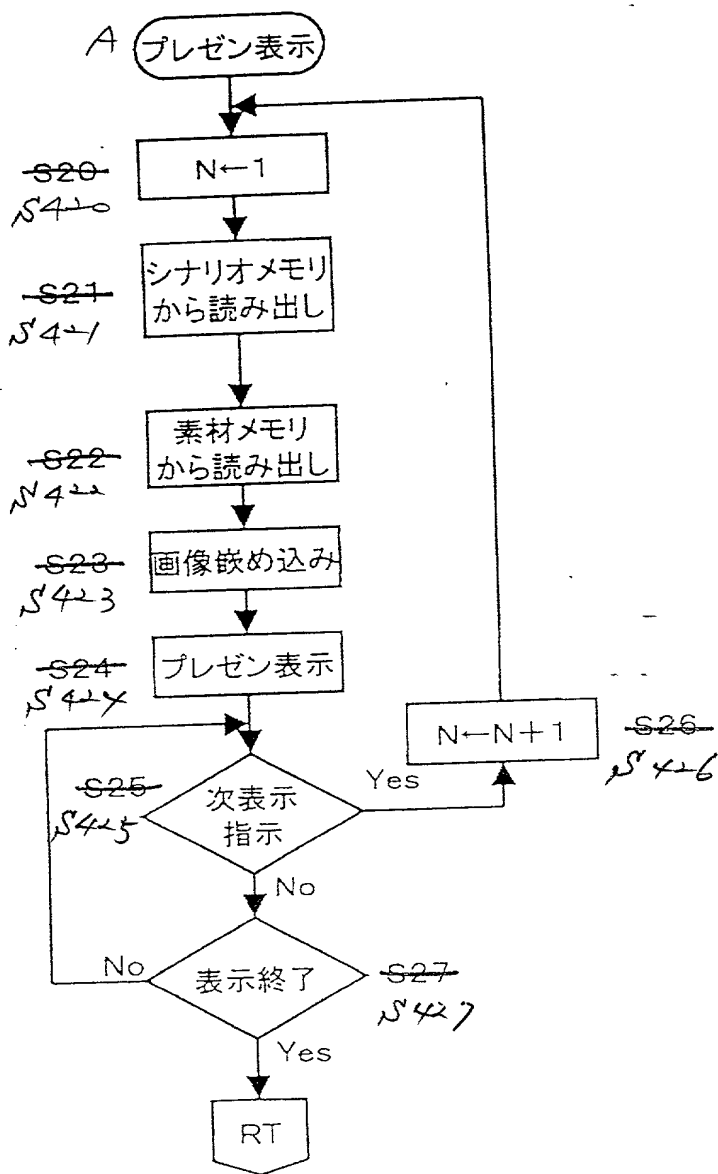 A
プレゼン表示
N←1
S20
S420
シナリオメモリ
から読み出し
S21
S421
素材メモリ
から読み出し
S22
S422
画像嵌め込み
S23
S423
プレゼン表示
S24
S424
N←N+1
S26
S426
次表示
指示
Yes
S25
S425
No
No
表示終了
S27
S427
Yes
RT